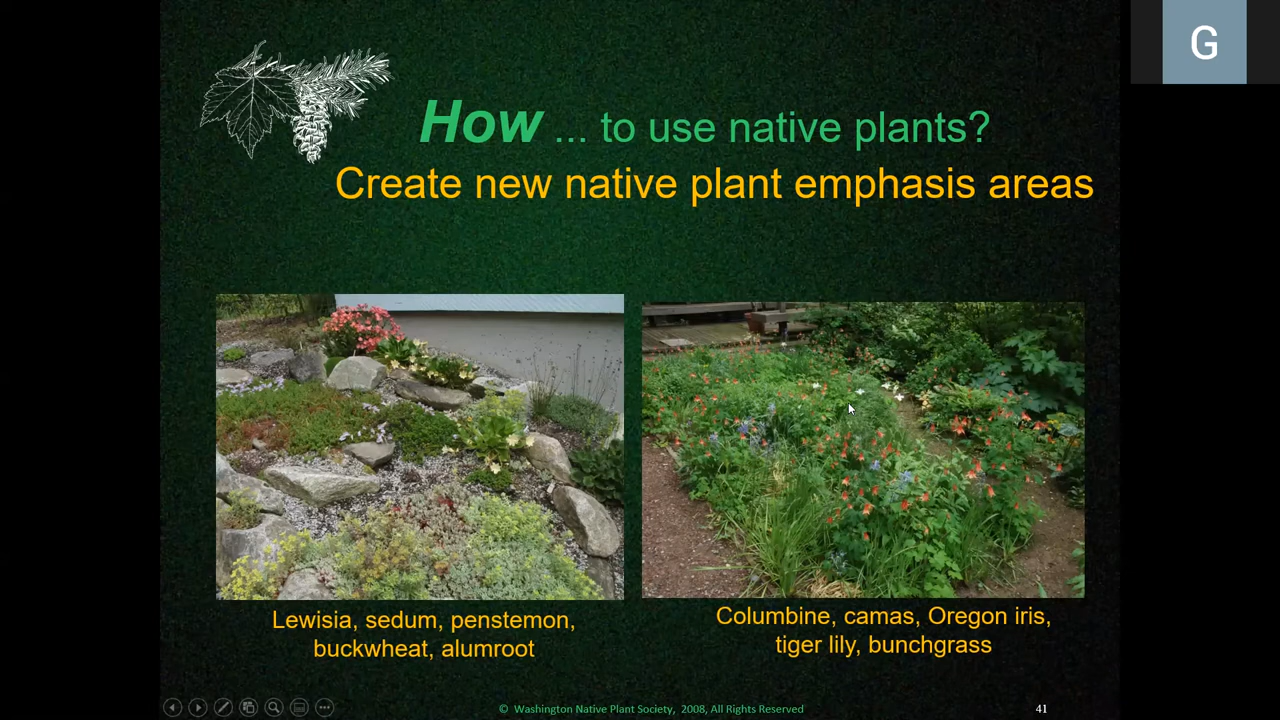 G
How ... to use native plants?
Create new native plant emphasis areas
Lewisia, sedum, penstemon,
buckwheat, alumroot
Columbine, camas, Oregon iris,
tiger lily, bunchgrass
© Washington Native Plant Society, 2008, All Rights Reserved
41